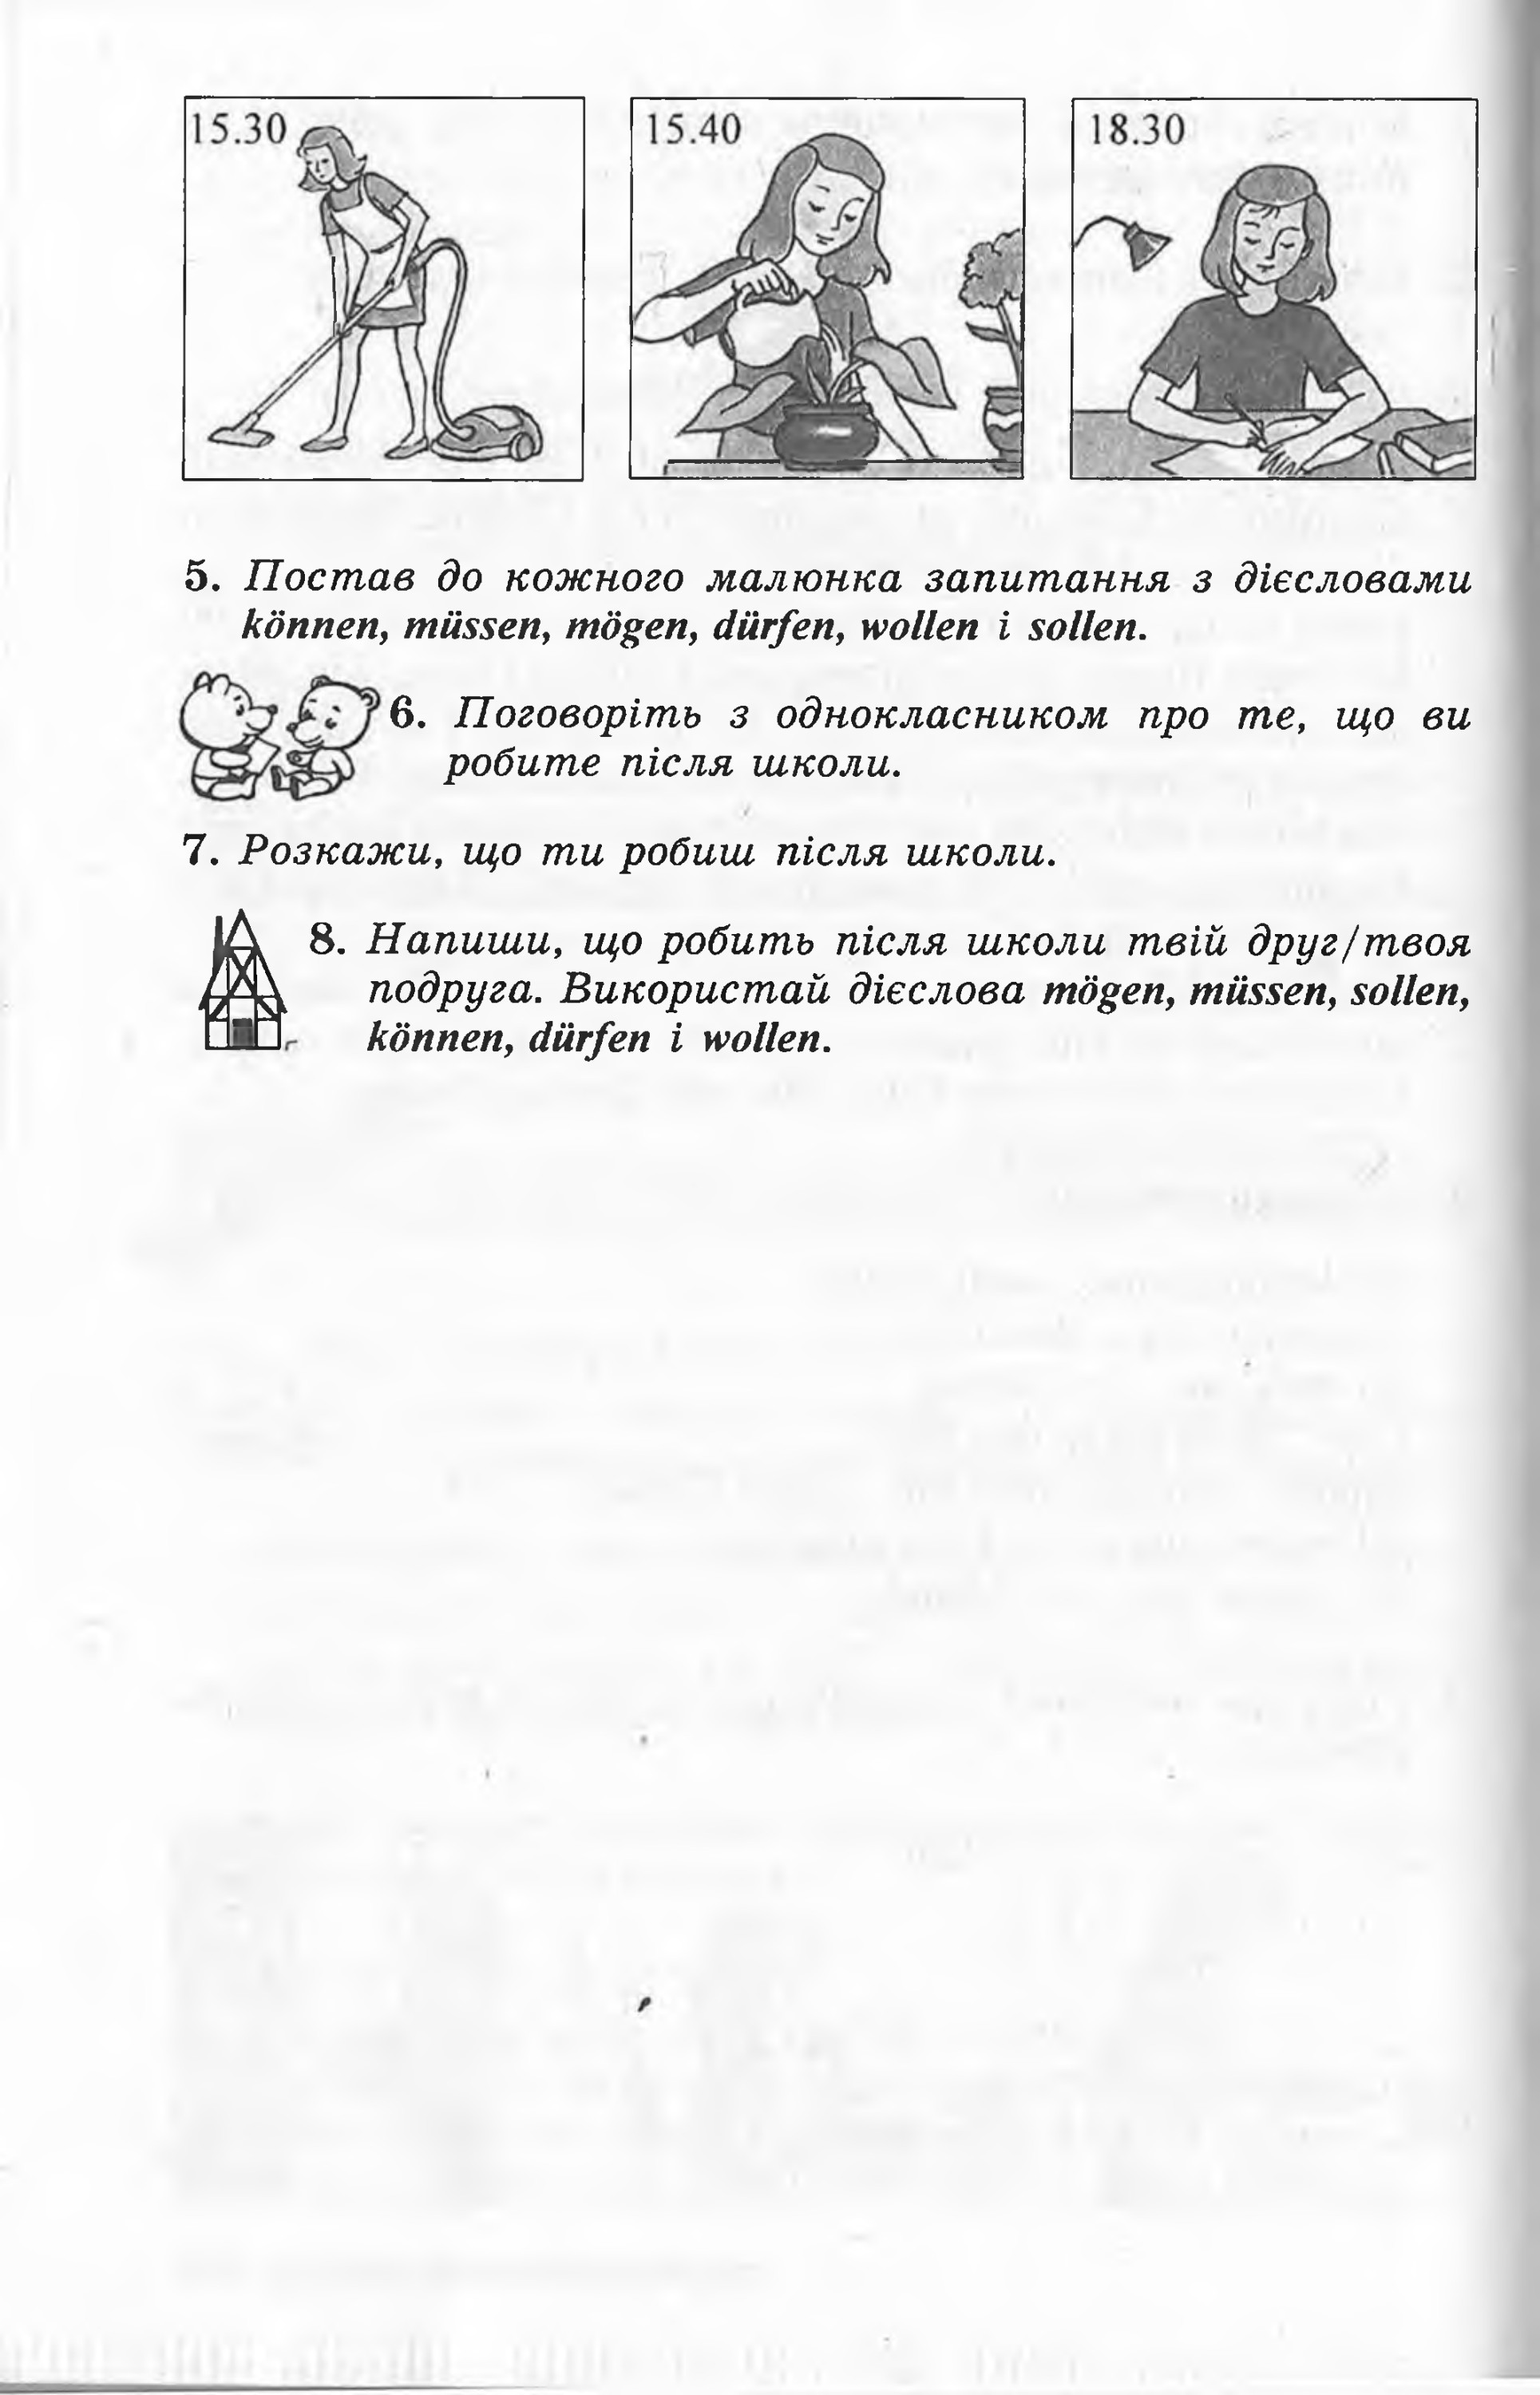 15.30 15.40 18.30
5. Постав до кожного малюнка запитання з дієсловами
können, müssen, mögen, dürfen, wollen і sollen.
6. Поговоріть з однокласником про те, що ви
робите після школи.
7. Розкажи, що ти робиш після школи.
8. Напиши, що робить після школи твій друг/твоя
подруга. Використай дієслова mögen, müssen, sollen,
können, dürfen і wollen.